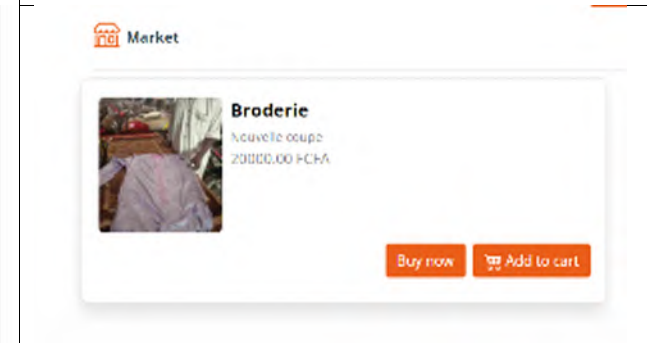 Market
Broderie
Nouvelle coupe
20000.00 FCFA
Buy now
Add to cart